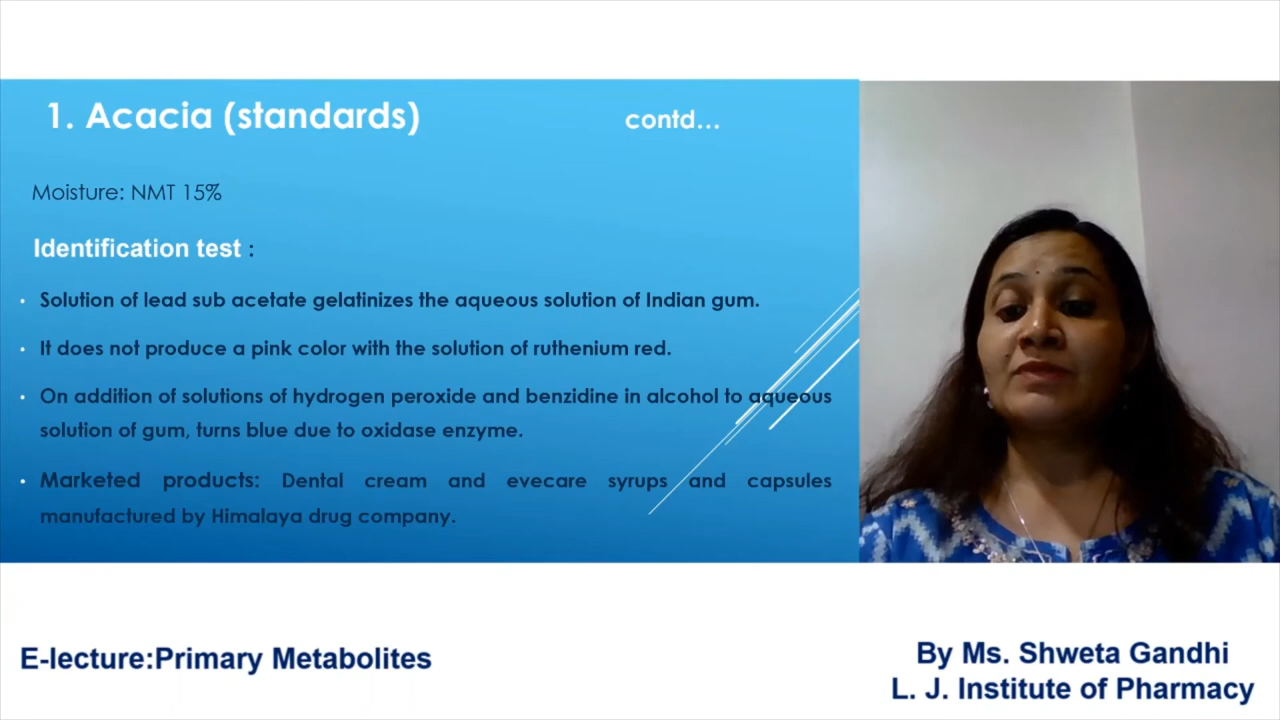 1. Acacia (standards) contd...
Moisture: NMT 15%
Identification test :
• Solution of lead sub acetate gelatinizes the aqueous solution of Indian gum.
• It does not produce a pink color with the solution of ruthenium red.
• On addition of solutions of hydrogen peroxide and benzidine in alcohol to aqueous
solution of gum, turns blue due to oxidase enzyme.
• Marketed products: Dental cream and evecare syrups and capsules
manufactured by Himalaya drug company.
E-lecture:Primary Metabolites
By Ms. Shweta Gandhi
L. J. Institute of Pharmacy